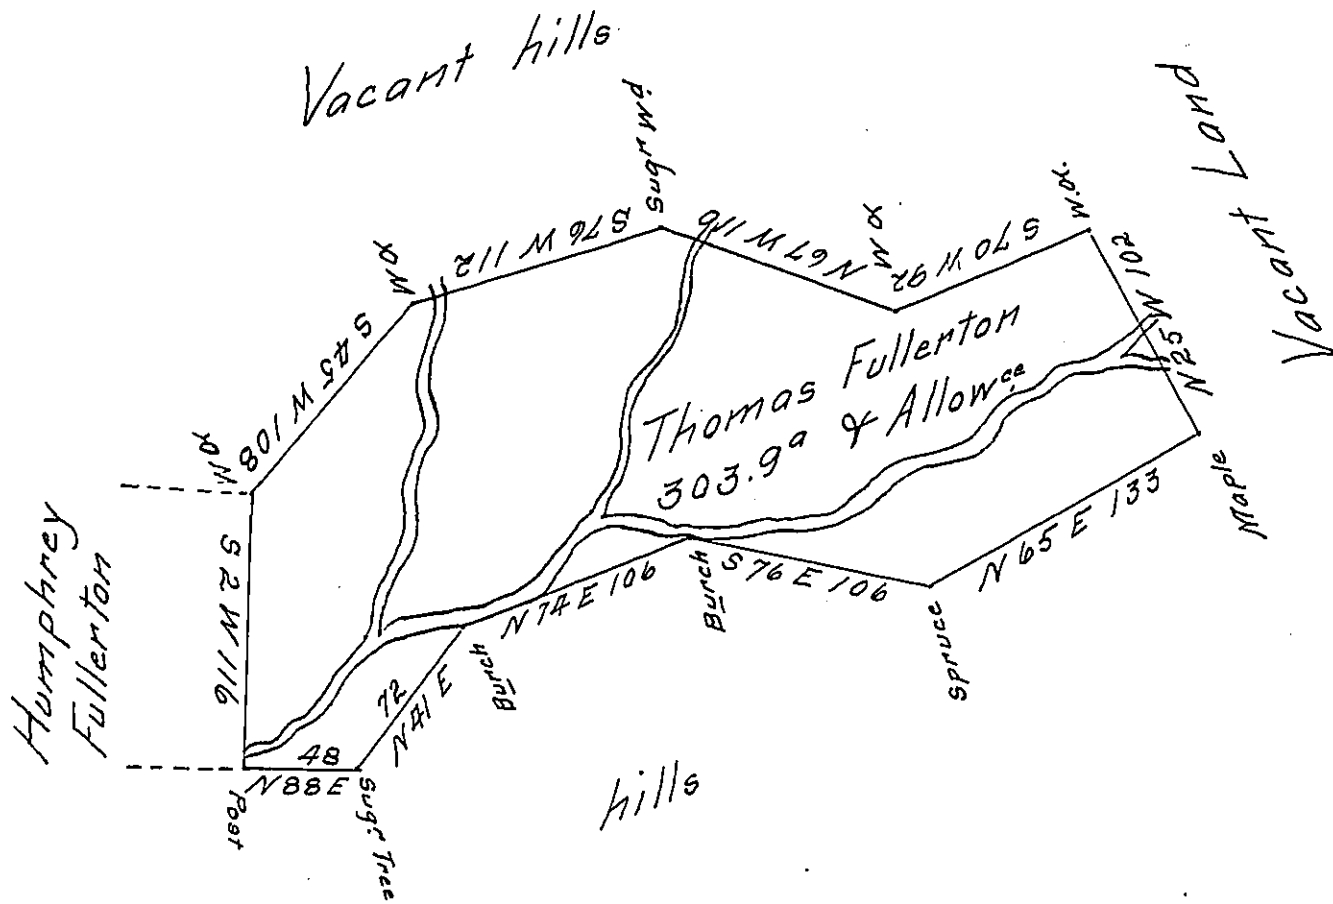 Vacant hills
Vacant Land
Sugr Wd.
W.O.
W O
W O
W O
S 70 W 92
N 67 W 116
S 76 W 112
S 45 W 108
S 2 W 116
N 25 W 102
Thomas Fullerton
303.9a & Allowce.
Humphrey
Fullerton
N 65 E 133
Maple
S 76 E 106
Spruce
N 74 E 106
Burch
72
N 41 E
Burch
48
N 88 E
Post
Sugr. Tree
hills